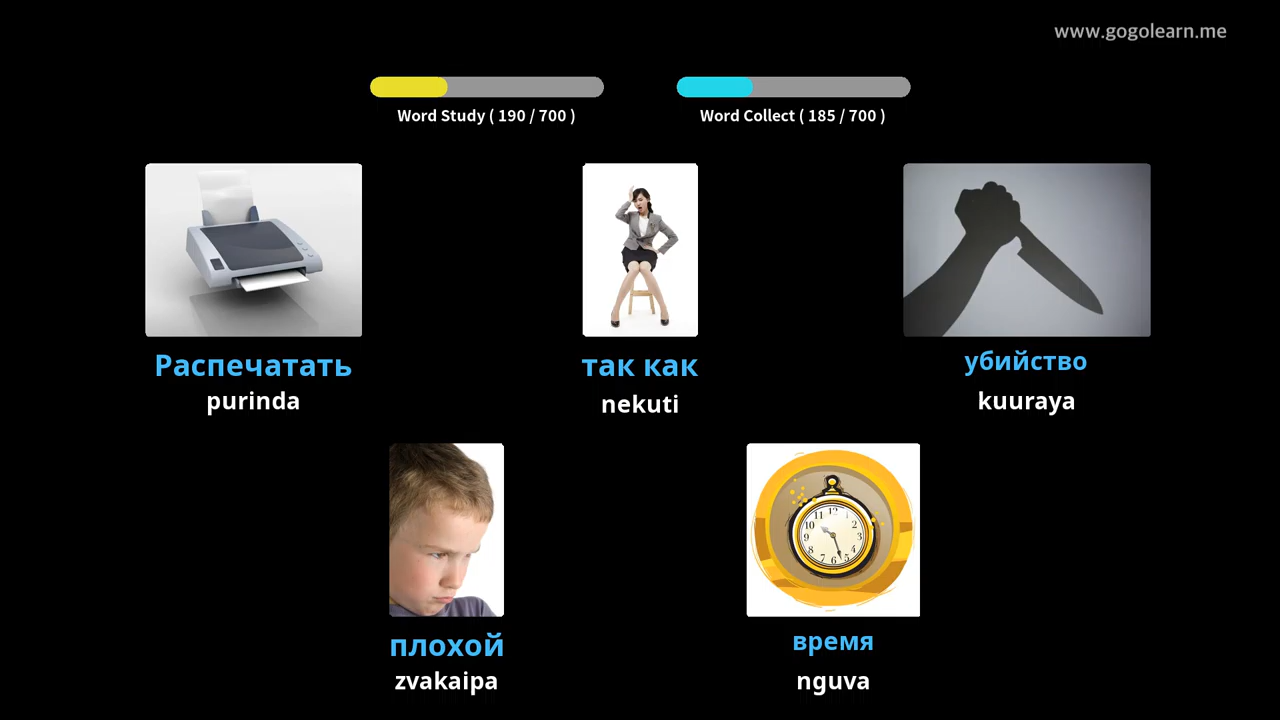 www.gogolearn.me
Word Study ( 190 / 700 )
Word Collect ( 185 / 700 )
Распечатать
purinda
так как
nekuti
убийство
kuuraya
плохой
zvakaipa
время
nguva